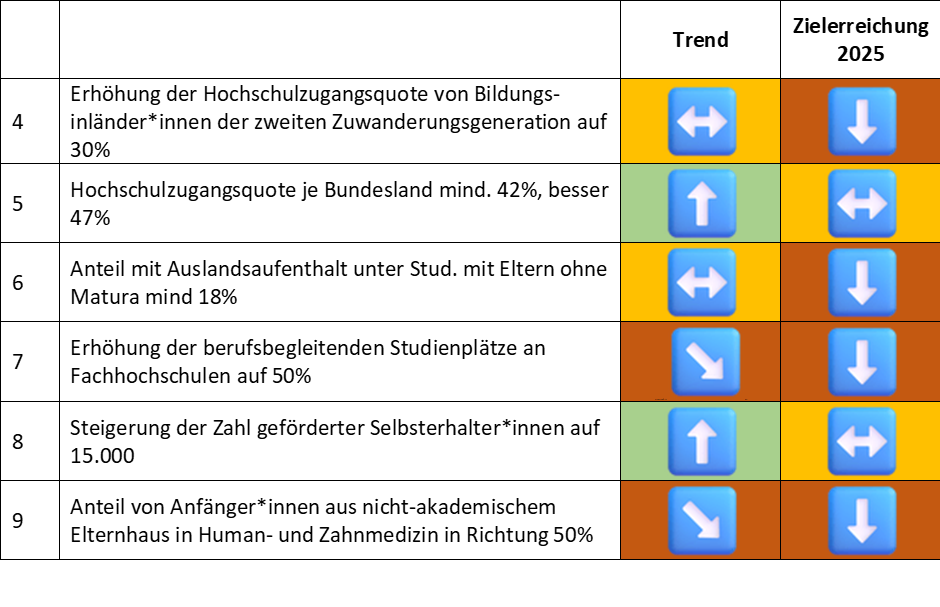 Trend
Zielerreichung
2025
4
Erhöhung der Hochschulzugangsquote von Bildungs-
inländer*innen der zweiten Zuwanderungsgeneration auf
30%
5
Hochschulzugangsquote je Bundesland mind. 42%, besser
47%
6
Anteil mit Auslandsaufenthalt unter Stud. mit Eltern ohne
Matura mind 18%
7
Erhöhung der berufsbegleitenden Studienplätze an
Fachhochschulen auf 50%
8
Steigerung der Zahl geförderter Selbsterhalter*innen auf
15.000
9
Anteil von Anfänger*innen aus nicht-akademischem
Elternhaus in Human- und Zahnmedizin in Richtung 50%